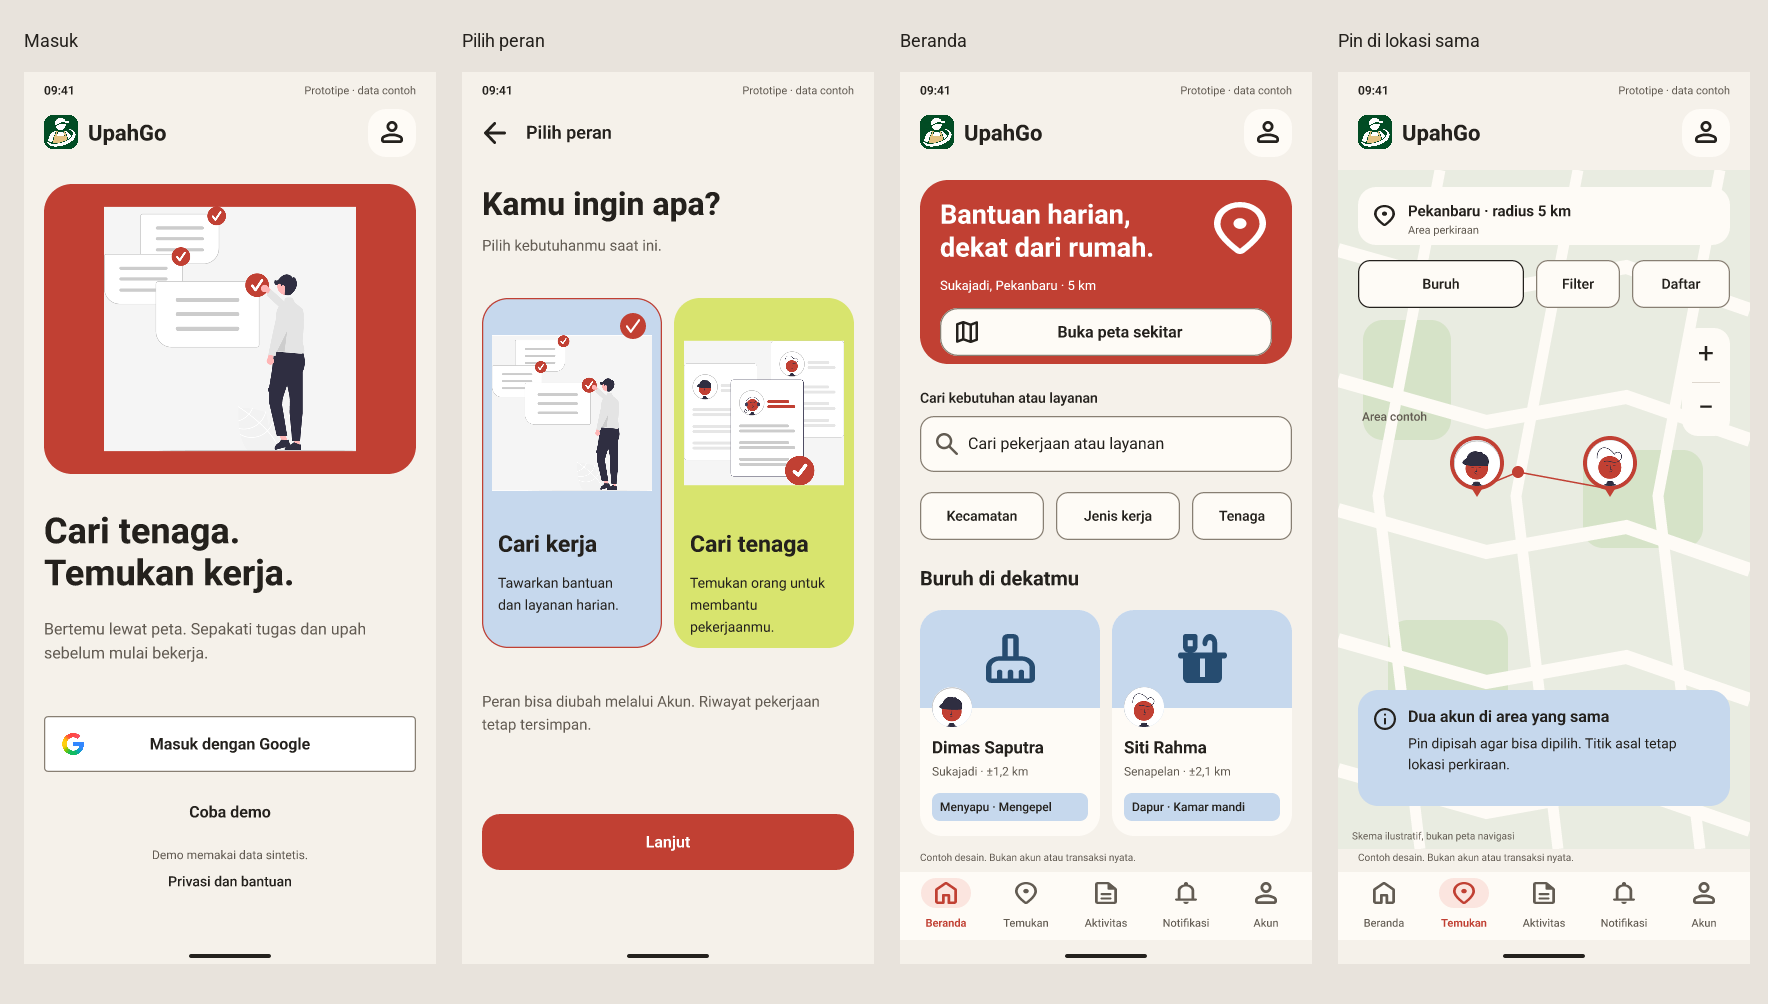 Masuk
09:41
Prototipe · data contoh
UpahGo
Cari tenaga.
Temukan kerja.
Bertemu lewat peta. Sepakati tugas dan upah
sebelum mulai bekerja.
Masuk dengan Google
Coba demo
Demo memakai data sintetis.
Privasi dan bantuan
Pilih peran
09:41
Prototipe · data contoh
Pilih peran
Kamu ingin apa?
Pilih kebutuhanmu saat ini.
Cari kerja
Tawarkan bantuan
dan layanan harian.
Cari tenaga
Temukan orang untuk
membantu
pekerjaanmu.
Peran bisa diubah melalui Akun. Riwayat pekerjaan
tetap tersimpan.
Lanjut
Beranda
09:41
Prototipe · data contoh
UpahGo
Bantuan harian,
dekat dari rumah.
Sukajadi, Pekanbaru · 5 km
Buka peta sekitar
Cari kebutuhan atau layanan
Cari pekerjaan atau layanan
Kecamatan
Jenis kerja
Tenaga
Buruh di dekatmu
Dimas Saputra
Sukajadi · ±1,2 km
Menyapu · Mengepel
Siti Rahma
Senapelan · ±2,1 km
Dapur · Kamar mandi
Contoh desain. Bukan akun atau transaksi nyata.
Beranda
Temukan
Aktivitas
Notifikasi
Akun
Pin di lokasi sama
09:41
Prototipe · data contoh
UpahGo
Pekanbaru · radius 5 km
Area perkiraan
Buruh
Filter
Daftar
+
−
Area contoh
Dua akun di area yang sama
Pin dipisah agar bisa dipilih. Titik asal tetap
lokasi perkiraan.
Skema ilustratif, bukan peta navigasi
Contoh desain. Bukan akun atau transaksi nyata.
Beranda
Temukan
Aktivitas
Notifikasi
Akun